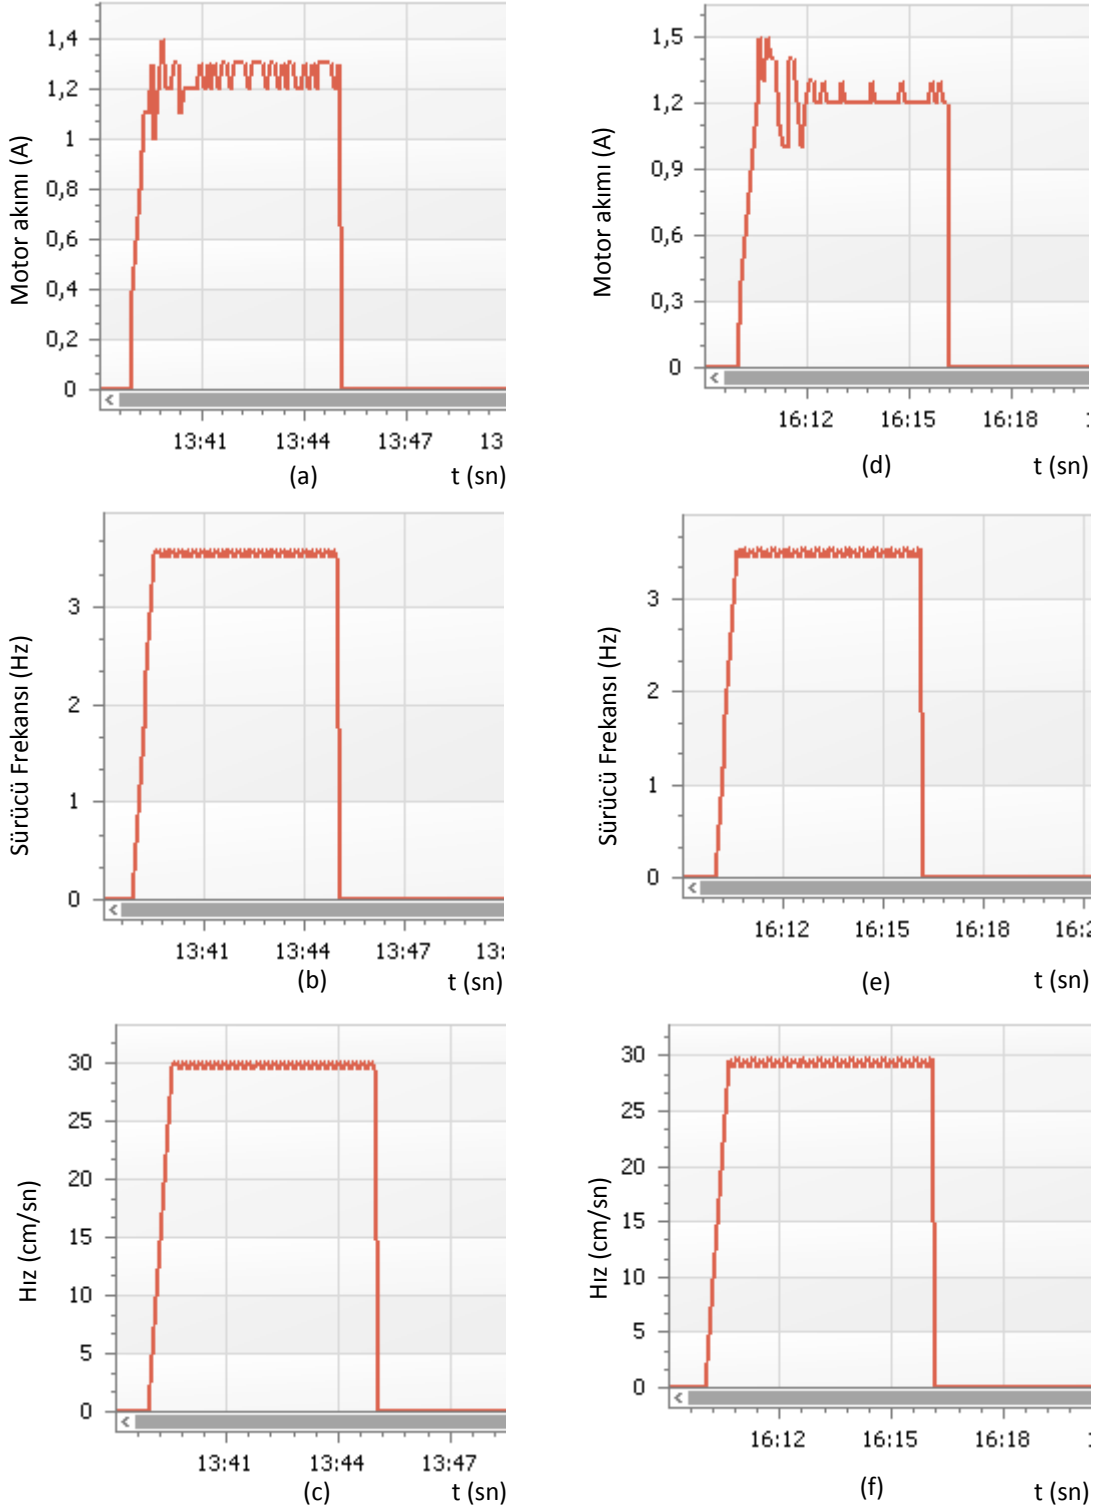 Motor akımı (A)
1,4
1,2
1
0,8
0,6
0,4
0,2
0
13:41 13:44 13:47 13
(a) t (sn)
Motor akımı (A)
1,5
1,2
0,9
0,6
0,3
0
16:12 16:15 16:18
(d) t (sn)
Sürücü Frekansı (Hz)
3
2
1
0
13:41 13:44 13:47 13:
(b) t (sn)
Sürücü Frekansı (Hz)
3
2
1
0
16:12 16:15 16:18 16:2
(e) t (sn)
Hız (cm/sn)
30
25
20
15
10
5
0
13:41 13:44 13:47
(c) t (sn)
Hız (cm/sn)
30
25
20
15
10
5
0
16:12 16:15 16:18
(f) t (sn)